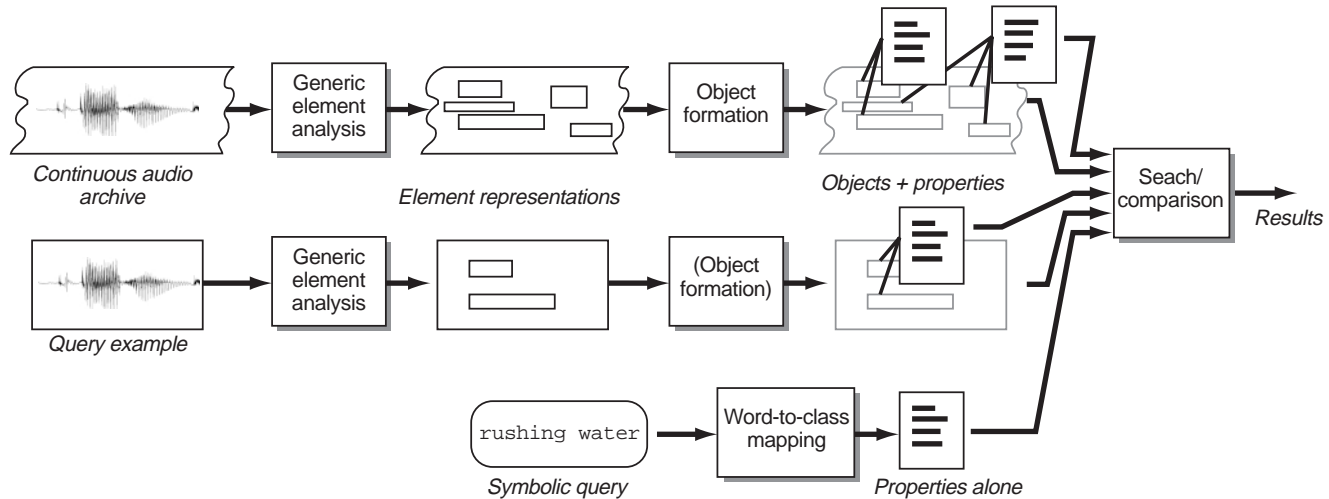 Generic
element
analysis
Object
formation
Continuous audio
archive
Element representations
Objects + properties
Seach/
comparison
Results
Generic
element
analysis
(Object
formation)
Query example
rushing water
Word-to-class
mapping
Symbolic query
Properties alone